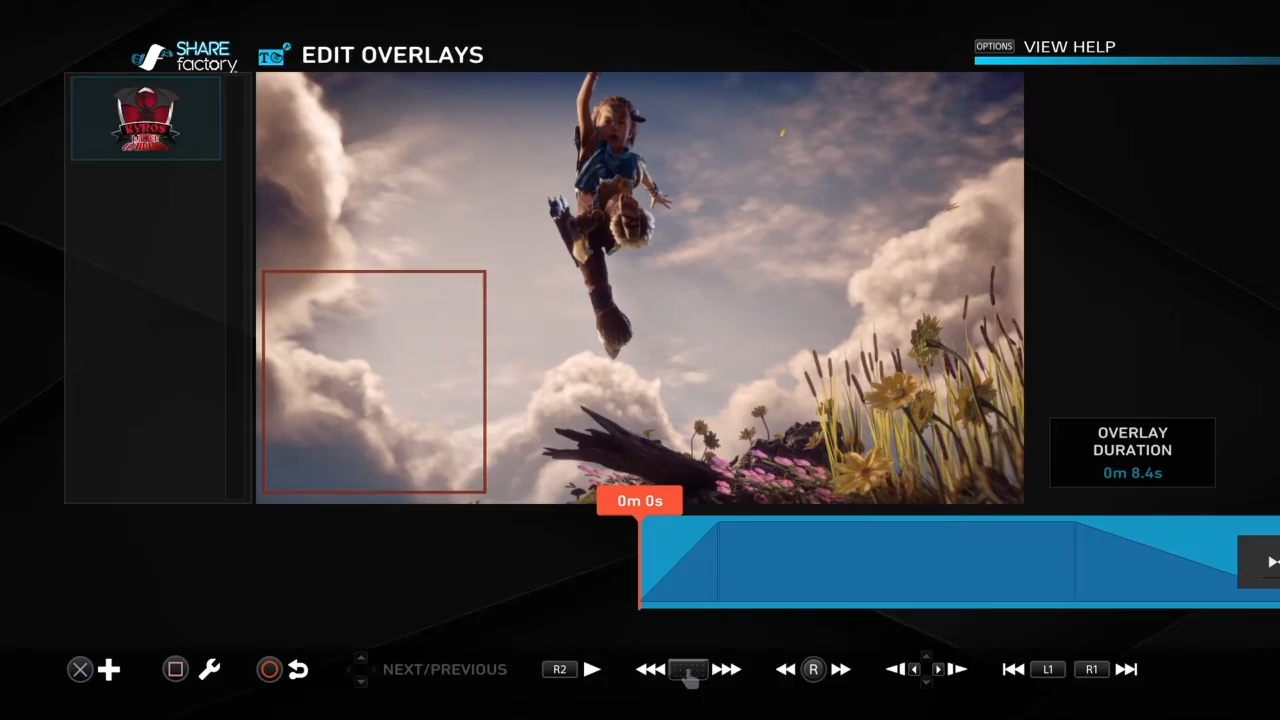 SHARE
factory
EDIT OVERLAYS
OPTIONS VIEW HELP
KYROS
OVERLAY
DURATION
0m 8.4s
0m 0s
NEXT/PREVIOUS
R2
R
L1
R1